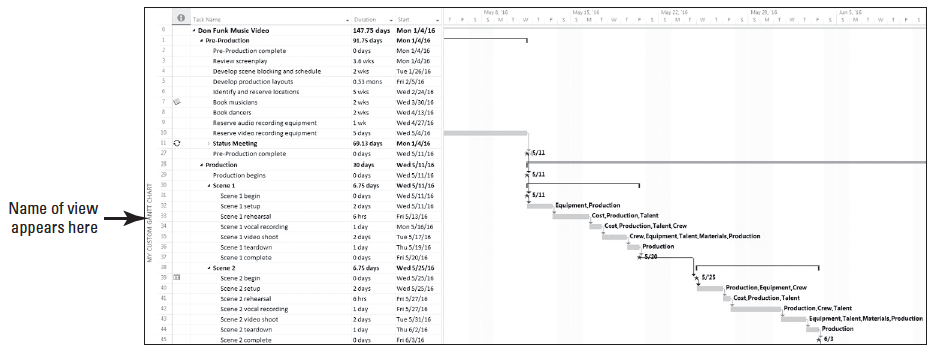 May 8, '16 May 15, '16 May 22, '16 May 29, '16 Jun 5, '16
Task Name Duration Start T F S S M T W T F S S M T W T F S S M T W T F S S M T W T F S S M T W T F S
0 Don Funk Music Video 147.75 days Mon 1/4/16
1 Pre-Production 91.75 days Mon 1/4/16
2 Pre-Production complete 0 days Mon 1/4/16
3 Review screenplay 3.6 wks Mon 1/4/16
4 Develop scene blocking and schedule 2 wks Tue 1/26/16
5 Develop production layouts 0.53 mons Fri 2/5/16
6 Identify and reserve locations 5 wks Wed 2/24/16
7 Book musicians 2 wks Wed 3/30/16
8 Book dancers 2 wks Wed 4/13/16
9 Reserve audio recording equipment 1 wk Wed 4/27/16
10 Reserve video recording equipment 5 days Wed 5/4/16
11 Status Meeting 69.13 days Mon 1/4/16
27 Pre-Production complete 0 days Wed 5/11/16 5/11
28 Production 30 days Wed 5/11/16
29 Production begins 0 days Wed 5/11/16 5/11
30 Scene 1 6.75 days Wed 5/11/16
31 Scene 1 begin 0 days Wed 5/11/16 5/11
32 Scene 1 setup 2 days Wed 5/11/16 Equipment,Production
33 Scene 1 rehearsal 6 hrs Fri 5/13/16 Cost,Production,Talent
34 Scene 1 vocal recording 1 day Mon 5/16/16 Cost,Production,Talent,Crew
35 Scene 1 video shoot 2 days Tue 5/17/16 Crew,Equipment,Talent,Materials,Production
36 Scene 1 teardown 1 day Thu 5/19/16 Production
37 Scene 1 complete 0 days Fri 5/20/16 5/20
38 Scene 2 6.75 days Wed 5/25/16
39 Scene 2 begin 0 days Wed 5/25/16 5/25
40 Scene 2 setup 2 days Wed 5/25/16 Production,Equipment,Crew
41 Scene 2 rehearsal 6 hrs Fri 5/27/16 Cost,Production,Talent
42 Scene 2 vocal recording 1 day Fri 5/27/16 Production,Crew,Talent
43 Scene 2 video shoot 2 days Tue 5/31/16 Equipment,Talent,Materials,Production
44 Scene 2 teardown 1 day Thu 6/2/16 Production
45 Scene 2 complete 0 days Fri 6/3/16 6/3
MY CUSTOM GANTT CHART
Name of view
appears here